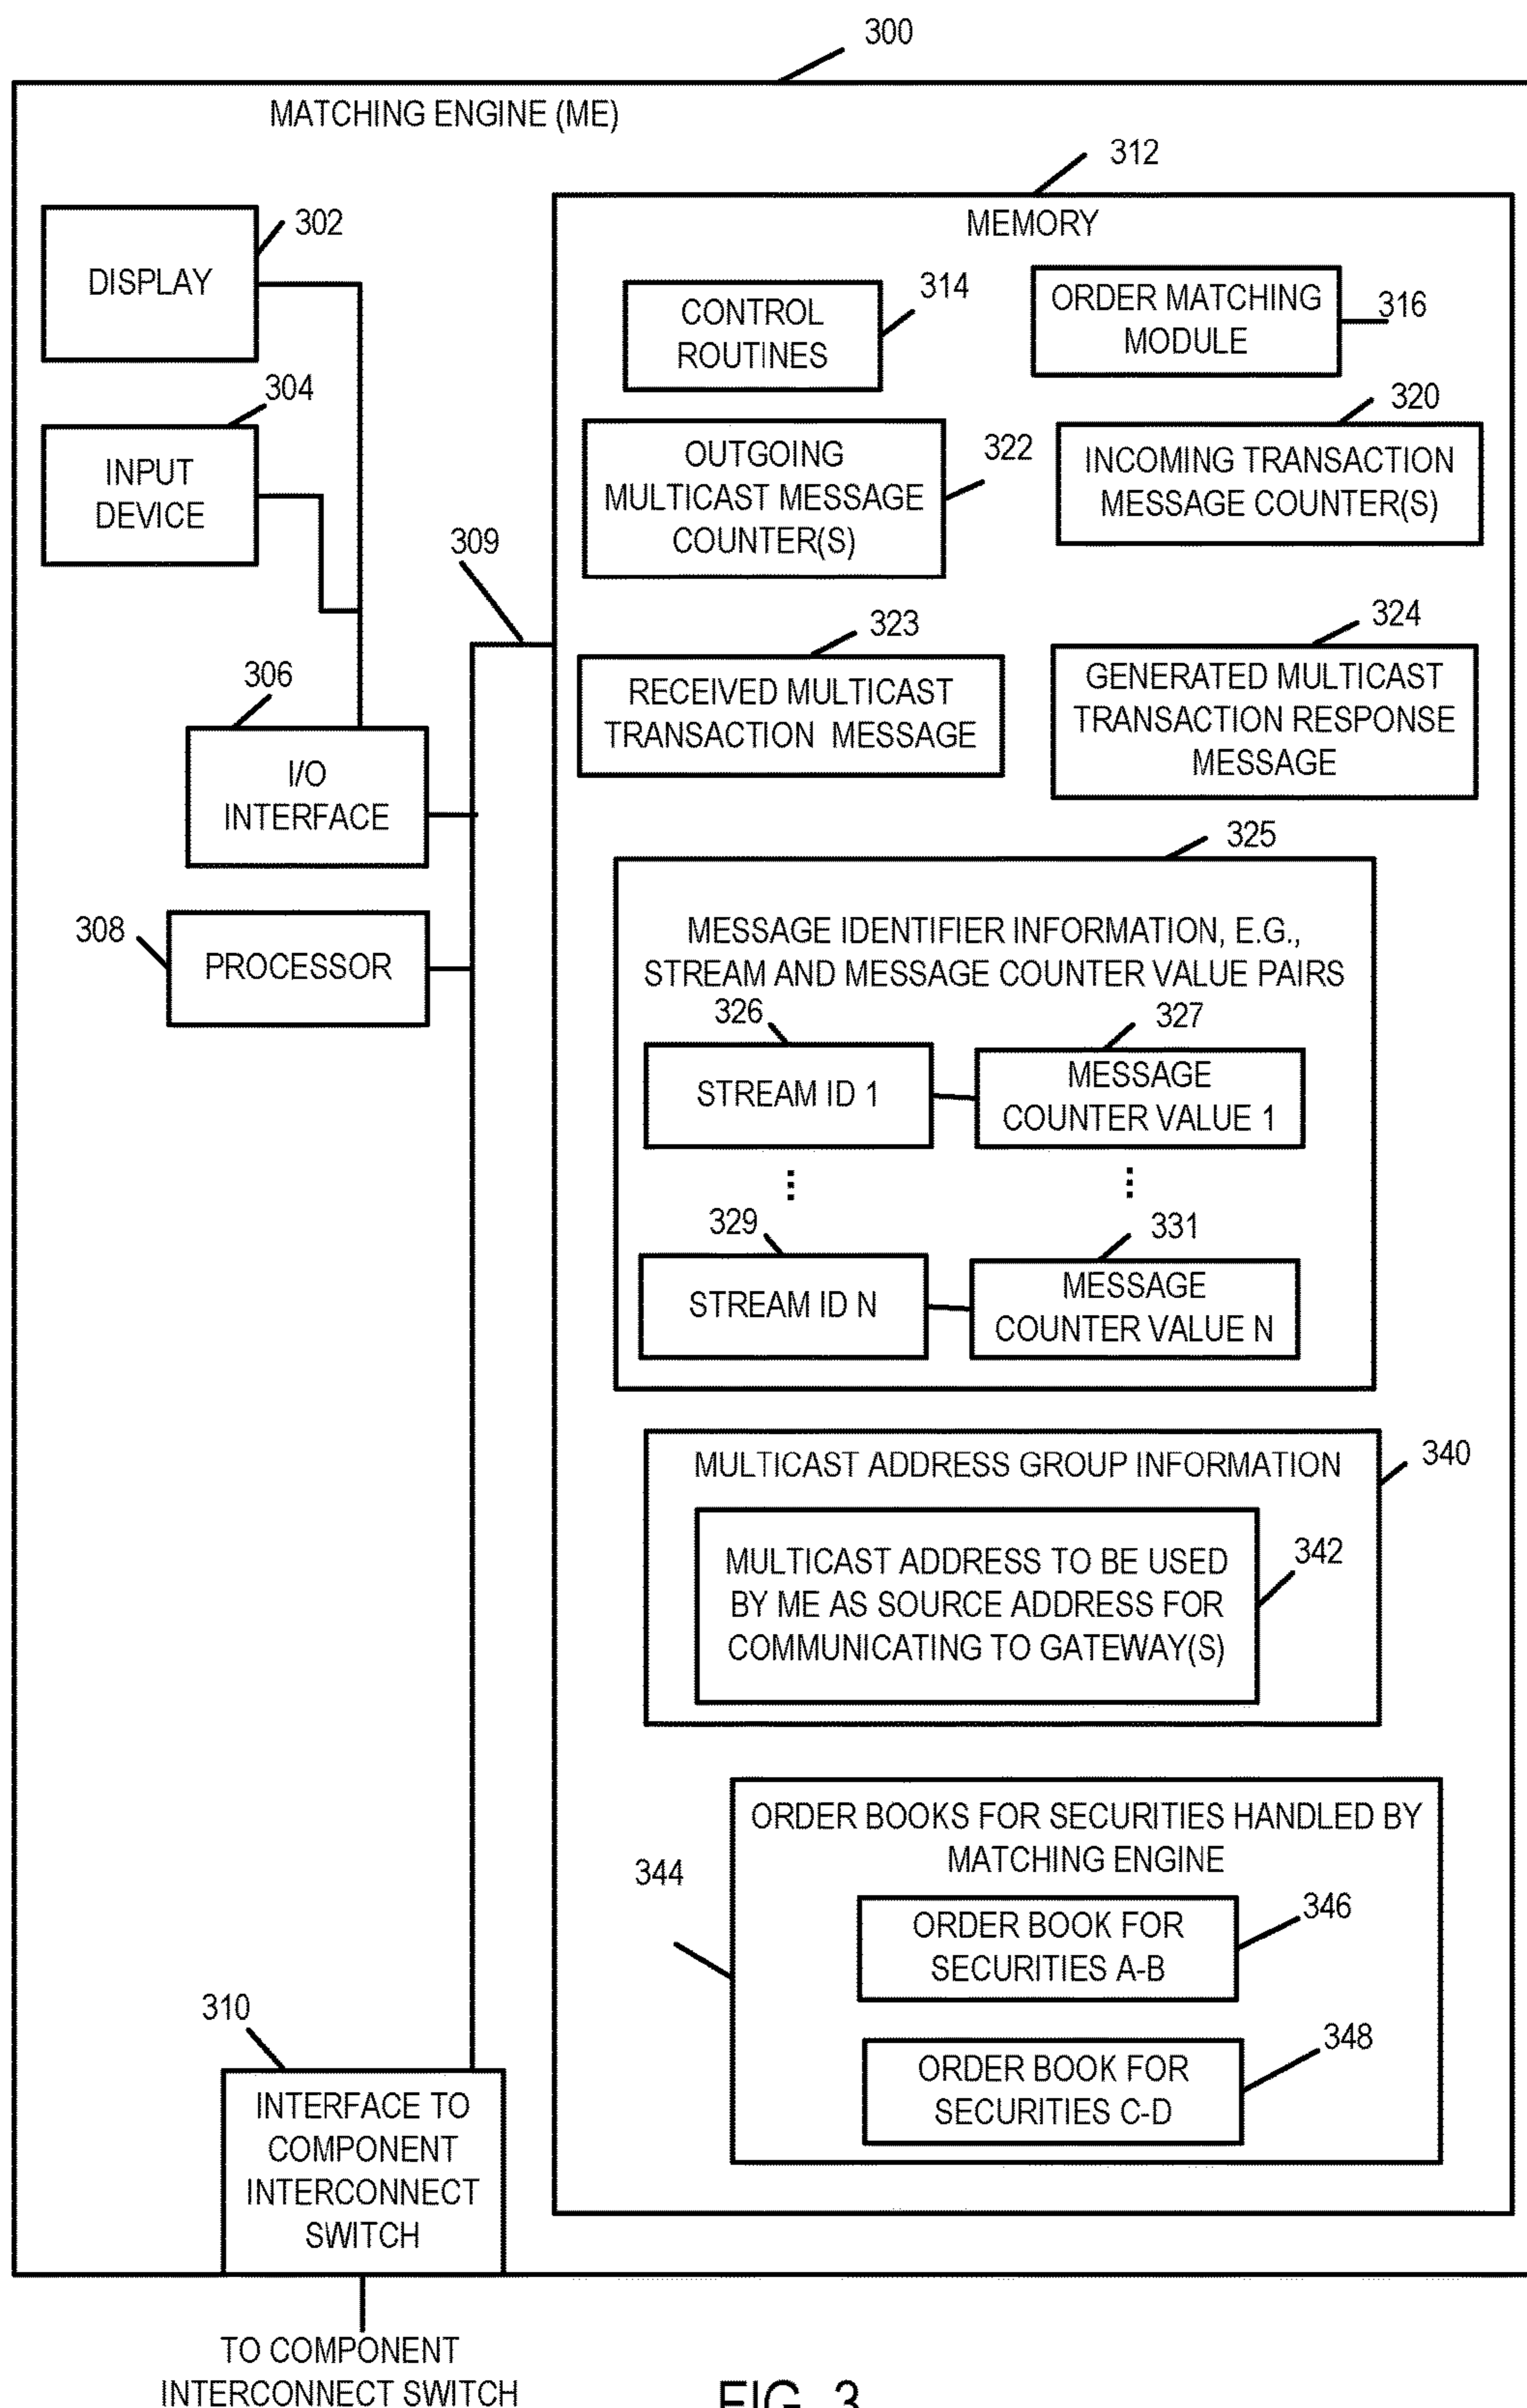 300
MATCHING ENGINE (ME)
312
MEMORY
302
DISPLAY
314
CONTROL
ROUTINES
ORDER MATCHING
MODULE
316
304
INPUT
DEVICE
320
OUTGOING
MULTICAST MESSAGE
COUNTER(S)
322
INCOMING TRANSACTION
MESSAGE COUNTER(S)
309
323
RECEIVED MULTICAST
TRANSACTION MESSAGE
324
GENERATED MULTICAST
TRANSACTION RESPONSE
MESSAGE
306
I/O
INTERFACE
325
308
PROCESSOR
MESSAGE IDENTIFIER INFORMATION, E.G.,
STREAM AND MESSAGE COUNTER VALUE PAIRS
326
327
STREAM ID 1
MESSAGE
COUNTER VALUE 1
329
331
STREAM ID N
MESSAGE
COUNTER VALUE N
MULTICAST ADDRESS GROUP INFORMATION
340
MULTICAST ADDRESS TO BE USED
BY ME AS SOURCE ADDRESS FOR
COMMUNICATING TO GATEWAY(S)
342
ORDER BOOKS FOR SECURITIES HANDLED BY
MATCHING ENGINE
344
ORDER BOOK FOR
SECURITIES A-B
346
ORDER BOOK FOR
SECURITIES C-D
348
310
INTERFACE TO
COMPONENT
INTERCONNECT
SWITCH
TO COMPONENT
INTERCONNECT SWITCH
FIG. 3